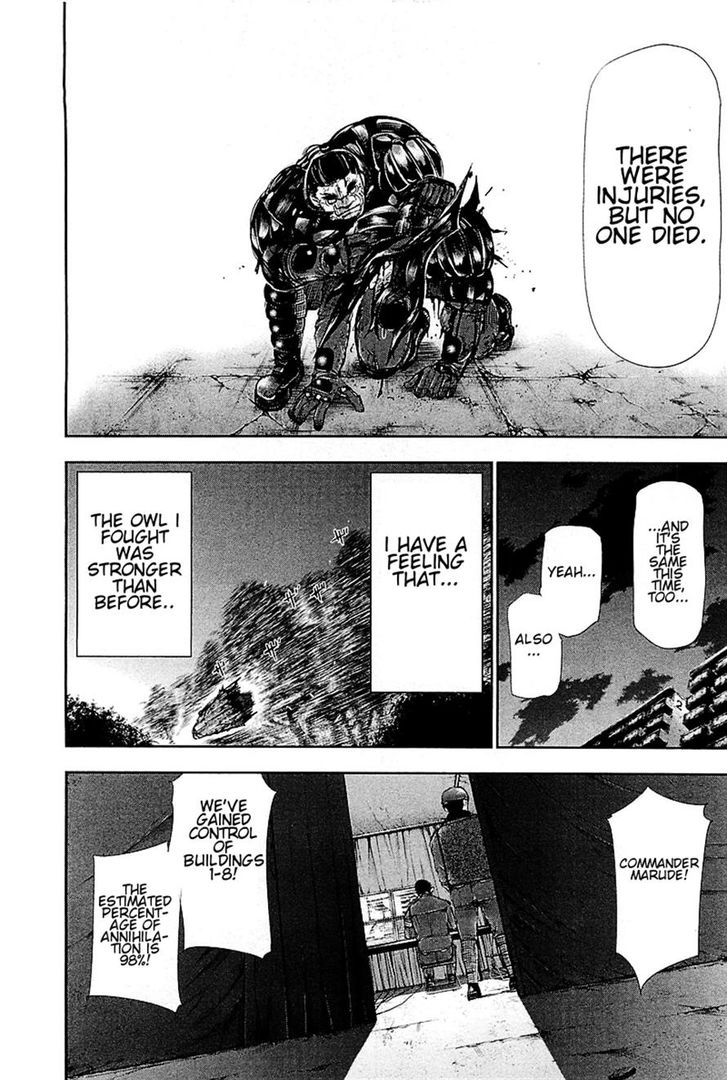 THERE
WERE
INJURIES,
BUT NO
ONE DIED.
...AND
IT'S
THE
SAME
THIS
TIME,
TOO...
YEAH...
ALSO
...
I HAVE A
FEELING
THAT...
THE OWL I
FOUGHT
WAS
STRONGER
THAN
BEFORE..
COMMANDER
MARUDE!
WE'VE
GAINED
CONTROL
OF
BUILDINGS
1-8!
THE
ESTIMATED
PERCENT-
AGE OF
ANNIHILA-
TION IS
98%!